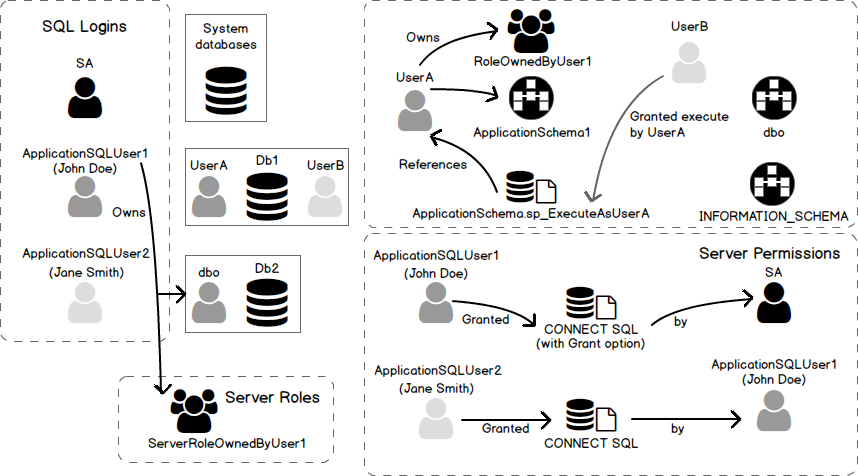 SQL Logins
SA
ApplicationSQLUser1
(John Doe)
Owns
ApplicationSQLUser2
(Jane Smith)
System
databases
UserA
Db1
UserB
dbo
Db2
Server Roles
ServerRoleOwnedByUser1
Owns
RoleOwnedByUser1
UserA
ApplicationSchema1
References
ApplicationSchema.sp_ExecuteAsUserA
UserB
Granted execute
by UserA
dbo
INFORMATION_SCHEMA
Server Permissions
ApplicationSQLUser1
(John Doe)
Granted
CONNECT SQL
(with Grant option)
by
SA
ApplicationSQLUser2
(Jane Smith)
Granted
CONNECT SQL
by
ApplicationSQLUser1
(John Doe)